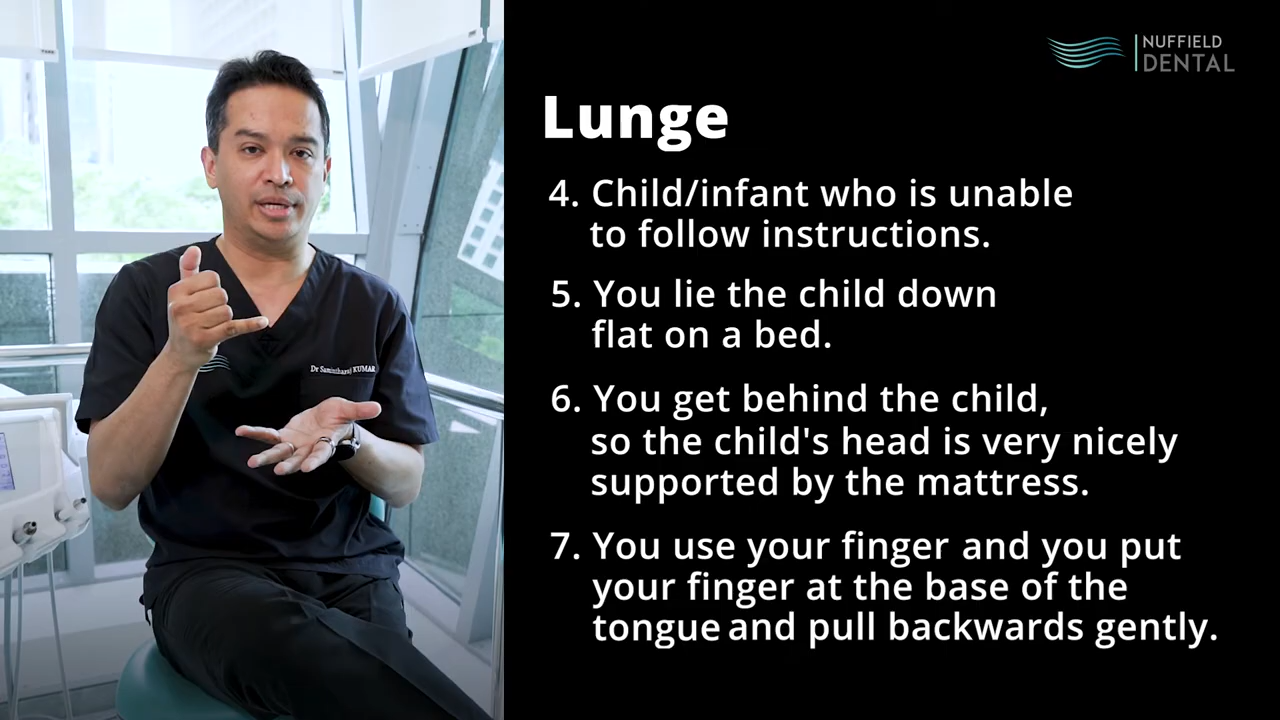 NUFFIELD
DENTAL
Lunge
4. Child/infant who is unable
to follow instructions.
5. You lie the child down
flat on a bed.
6. You get behind the child,
so the child's head is very nicely
supported by the mattress.
7. You use your finger and you put
your finger at the base of the
tongue and pull backwards gently.
Dr KUMAR